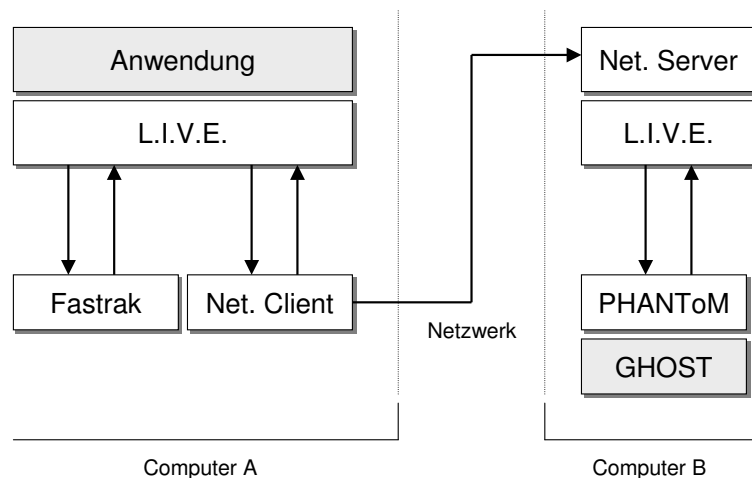 Anwendung
L.I.V.E.
Fastrak
Net. Client
Netzwerk
Net. Server
L.I.V.E.
PHANToM
GHOST
Computer A
Computer B